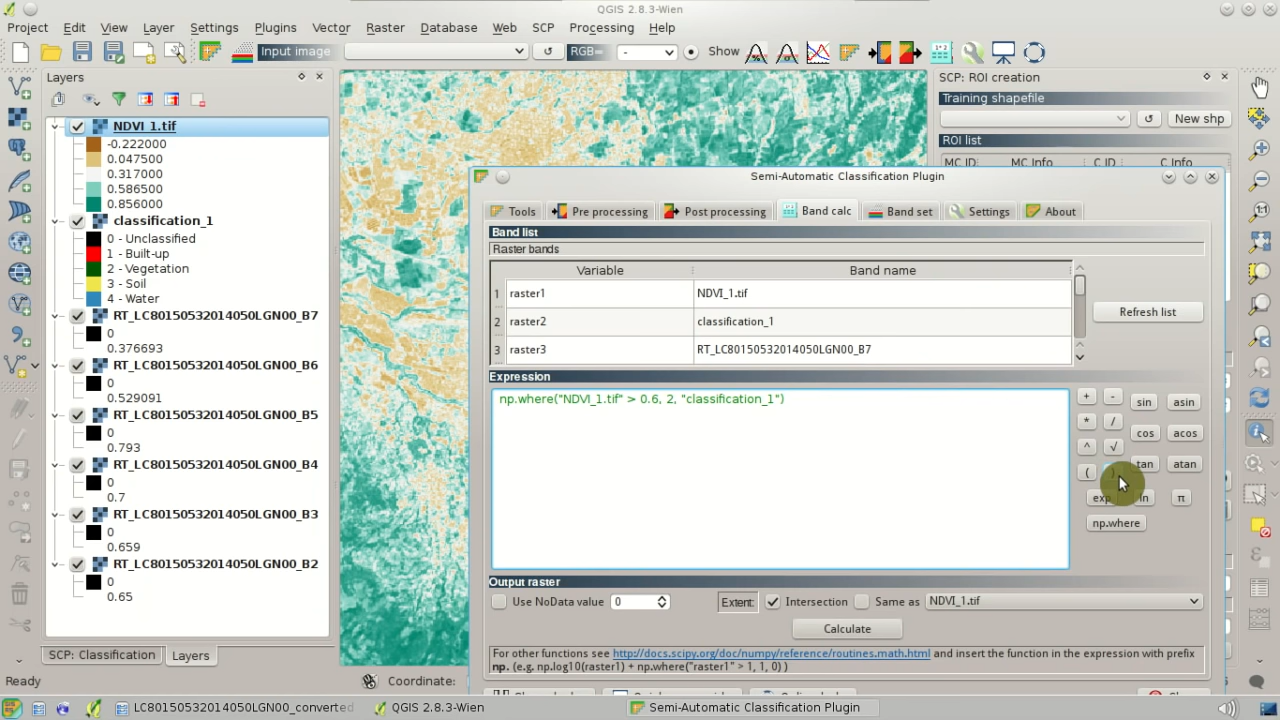 QGIS 2.8.3-Wien
Project Edit View Layer Settings Plugins Vector Raster Database Web SCP Processing Help
Input image RGB= - Show
Layers
NDVI_1.tif
-0.222000
0.047500
0.317000
0.586500
0.856000
classification_1
0 - Unclassified
1 - Built-up
2 - Vegetation
3 - Soil
4 - Water
RT_LC80150532014050LGN00_B7
0
0.376693
RT_LC80150532014050LGN00_B6
0
0.529091
RT_LC80150532014050LGN00_B5
0
0.793
RT_LC80150532014050LGN00_B4
0
0.7
RT_LC80150532014050LGN00_B3
0
0.659
RT_LC80150532014050LGN00_B2
0
0.65
SCP: Classification Layers
SCP: ROI creation
Training shapefile
New shp
ROI list
MC ID MC Info C ID C Info
Semi-Automatic Classification Plugin
Tools Pre processing Post processing Band calc Band set Settings About
Band list
Raster bands
Variable Band name
1 raster1 NDVI_1.tif
2 raster2 classification_1
3 raster3 RT_LC80150532014050LGN00_B7
Refresh list
Expression
np.where("NDVI_1.tif" > 0.6, 2, "classification_1")
+ - sin asin
* / cos acos
^ √ tan atan
( )
exp ln π
np.where
Output raster
Use NoData value 0 Extent: Intersection Same as NDVI_1.tif
Calculate
For other functions see http://docs.scipy.org/doc/numpy/reference/routines.math.html and insert the function in the expression with prefix
np. (e.g. np.log10(raster1) + np.where("raster1" > 1, 1, 0) )
Ready Coordinate:
LC80150532014050LGN00_converted QGIS 2.8.3-Wien Semi-Automatic Classification Plugin